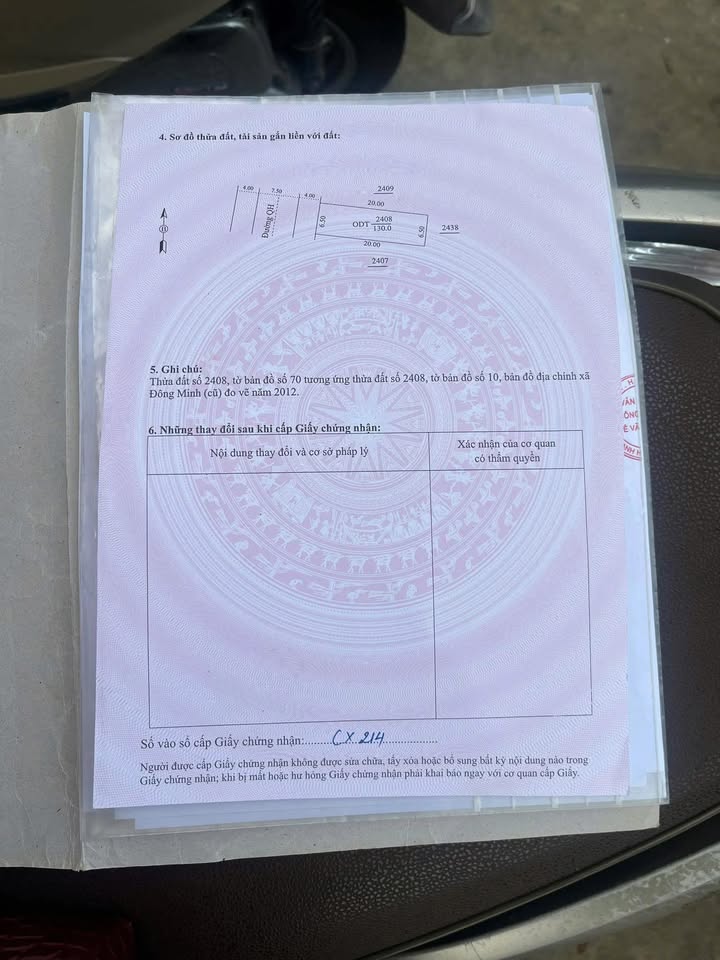 4. Sơ đồ thửa đất, tài sản gắn liền với đất:
2409
4.00 7.50 4.00 20.00
Đường QH
6.50
ODT 2408
130.0
6.50
2438
20.00
2407
5. Ghi chú:
Thửa đất số 2408, tờ bản đồ số 70 tương ứng thửa đất số 2408, tờ bản đồ số 10, bản đồ địa chính xã
Đông Minh (cũ) đo vẽ năm 2012.
6. Những thay đổi sau khi cấp Giấy chứng nhận:
Nội dung thay đổi và cơ sở pháp lý
Xác nhận của cơ quan
có thẩm quyền
Số vào sổ cấp Giấy chứng nhận:........CX 214................
Người được cấp Giấy chứng nhận không được sửa chữa, tẩy xóa hoặc bổ sung bất kỳ nội dung nào trong
Giấy chứng nhận; khi bị mất hoặc hư hỏng Giấy chứng nhận phải khai báo ngay với cơ quan cấp Giấy.